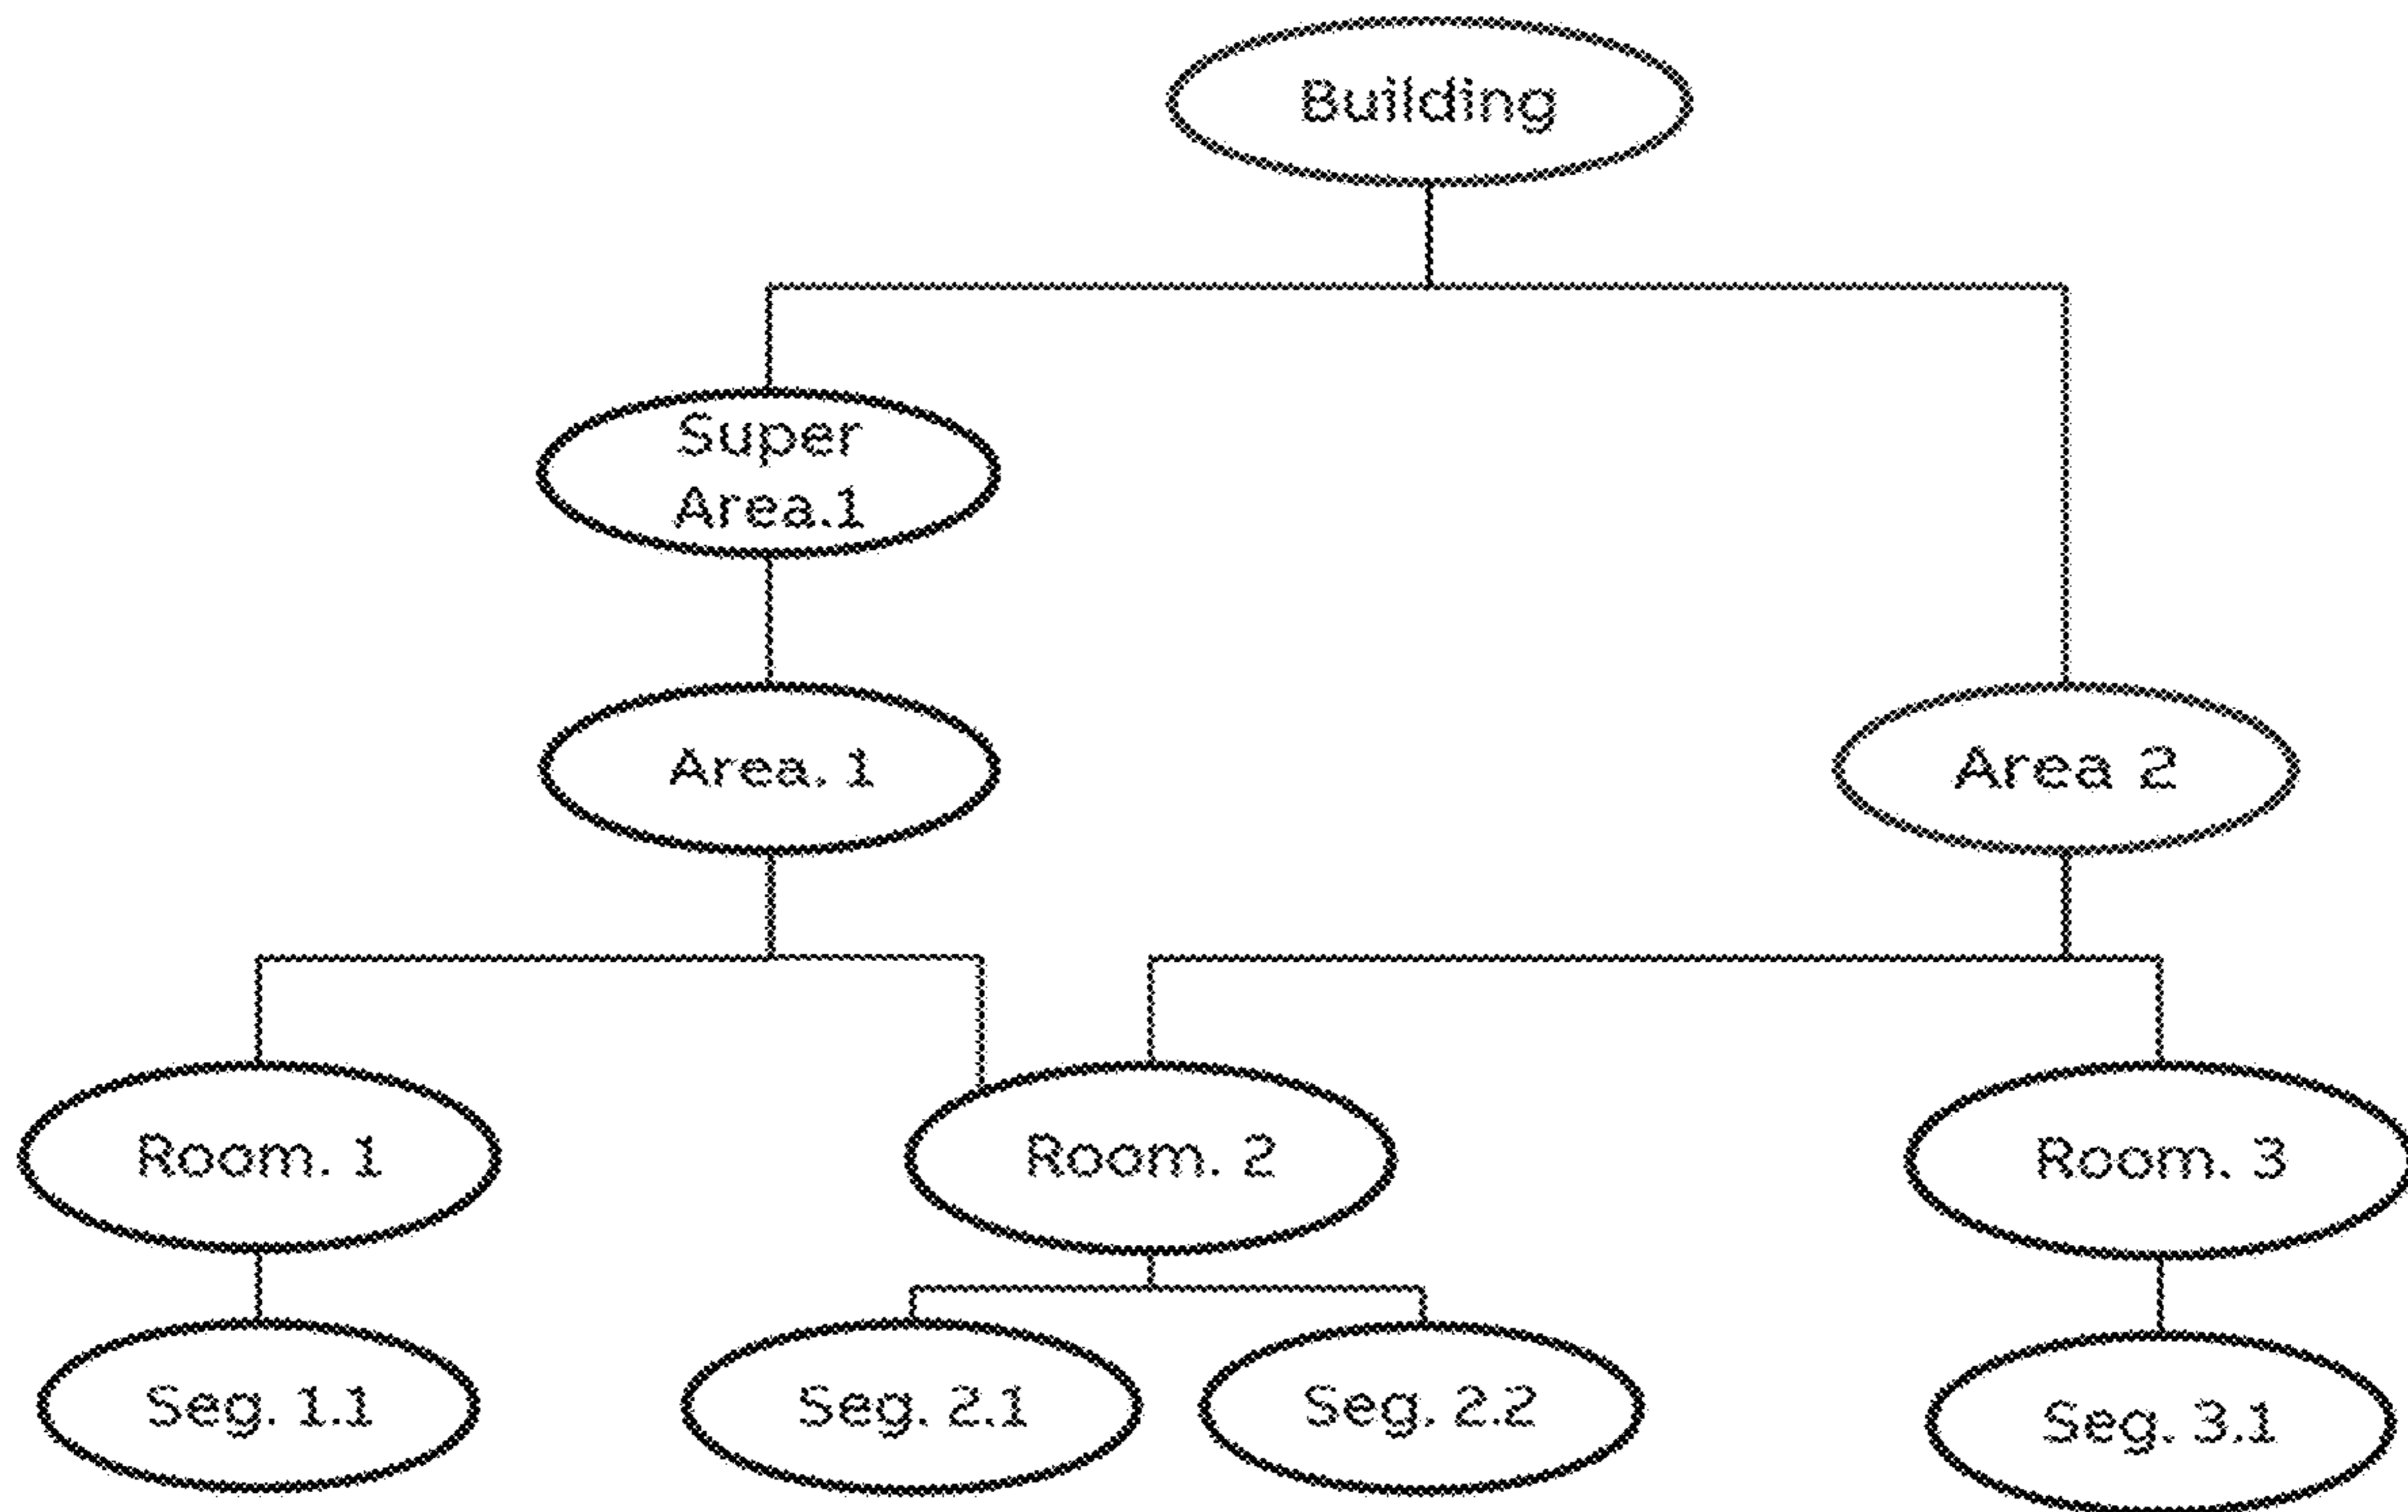 Building
Super
Area.1
Area. 1
Area 2
Room. 1
Room. 2
Room. 3
Seg. 1.1
Seg. 2.1
Seg. 2.2
Seg. 3.1